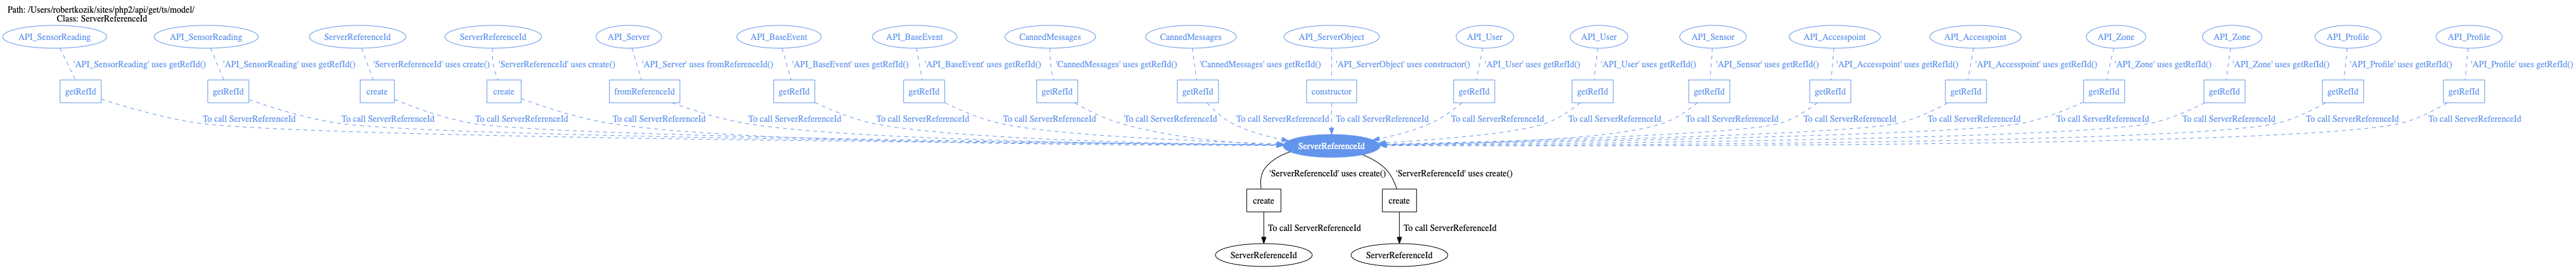 Path: /Users/robertkozik/sites/php2/api/get/ts/model/
Class: ServerReferenceId
API_SensorReading API_SensorReading ServerReferenceId ServerReferenceId API_Server API_BaseEvent API_BaseEvent CannedMessages CannedMessages API_ServerObject API_User API_User API_Sensor API_Accesspoint API_Accesspoint API_Zone API_Zone API_Profile API_Profile
'API_SensorReading' uses getRefId() 'API_SensorReading' uses getRefId() 'ServerReferenceId' uses create() 'ServerReferenceId' uses create() 'API_Server' uses fromReferenceId() 'API_BaseEvent' uses getRefId() 'API_BaseEvent' uses getRefId() 'CannedMessages' uses getRefId() 'CannedMessages' uses getRefId() 'API_ServerObject' uses constructor() 'API_User' uses getRefId() 'API_User' uses getRefId() 'API_Sensor' uses getRefId() 'API_Accesspoint' uses getRefId() 'API_Accesspoint' uses getRefId() 'API_Zone' uses getRefId() 'API_Zone' uses getRefId() 'API_Profile' uses getRefId() 'API_Profile' uses getRefId()
getRefId getRefId create create fromReferenceId getRefId getRefId getRefId getRefId constructor getRefId getRefId getRefId getRefId getRefId getRefId getRefId getRefId getRefId
To call ServerReferenceId To call ServerReferenceId To call ServerReferenceId To call ServerReferenceId To call ServerReferenceId To call ServerReferenceId To call ServerReferenceId To call ServerReferenceId To call ServerReferenceId To call ServerReferenceId To call ServerReferenceId To call ServerReferenceId To call ServerReferenceId To call ServerReferenceId To call ServerReferenceId To call ServerReferenceId To call ServerReferenceId To call ServerReferenceId To call ServerReferenceId
ServerReferenceId
'ServerReferenceId' uses create() 'ServerReferenceId' uses create()
create create
To call ServerReferenceId To call ServerReferenceId
ServerReferenceId ServerReferenceId